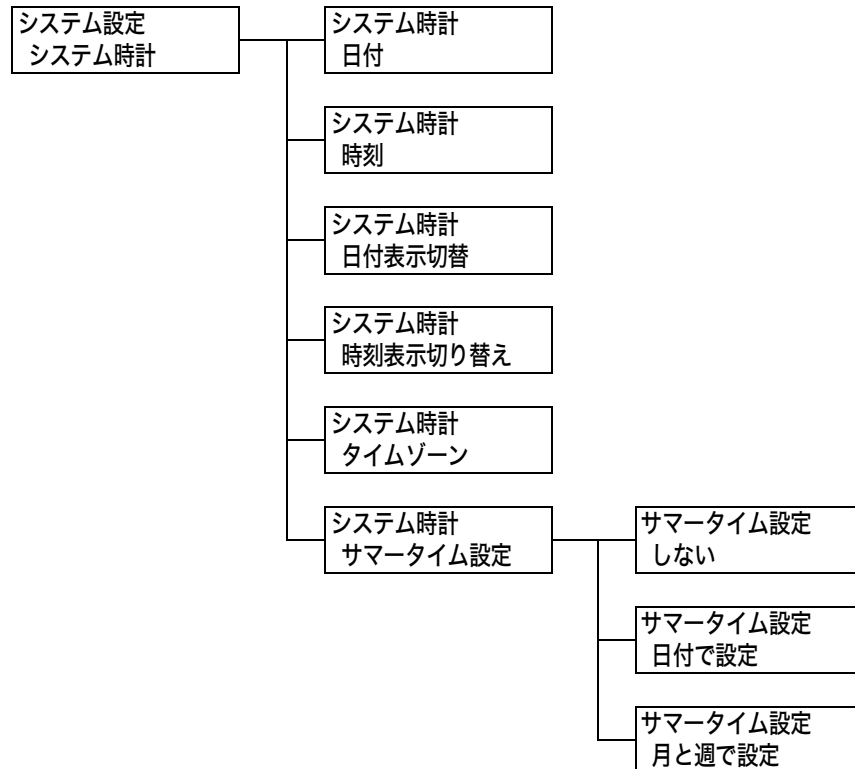 システム設定
システム時計
システム時計
日付
システム時計
時刻
システム時計
日付表示切替
システム時計
時刻表示切り替え
システム時計
タイムゾーン
システム時計
サマータイム設定
サマータイム設定
しない
サマータイム設定
日付で設定
サマータイム設定
月と週で設定